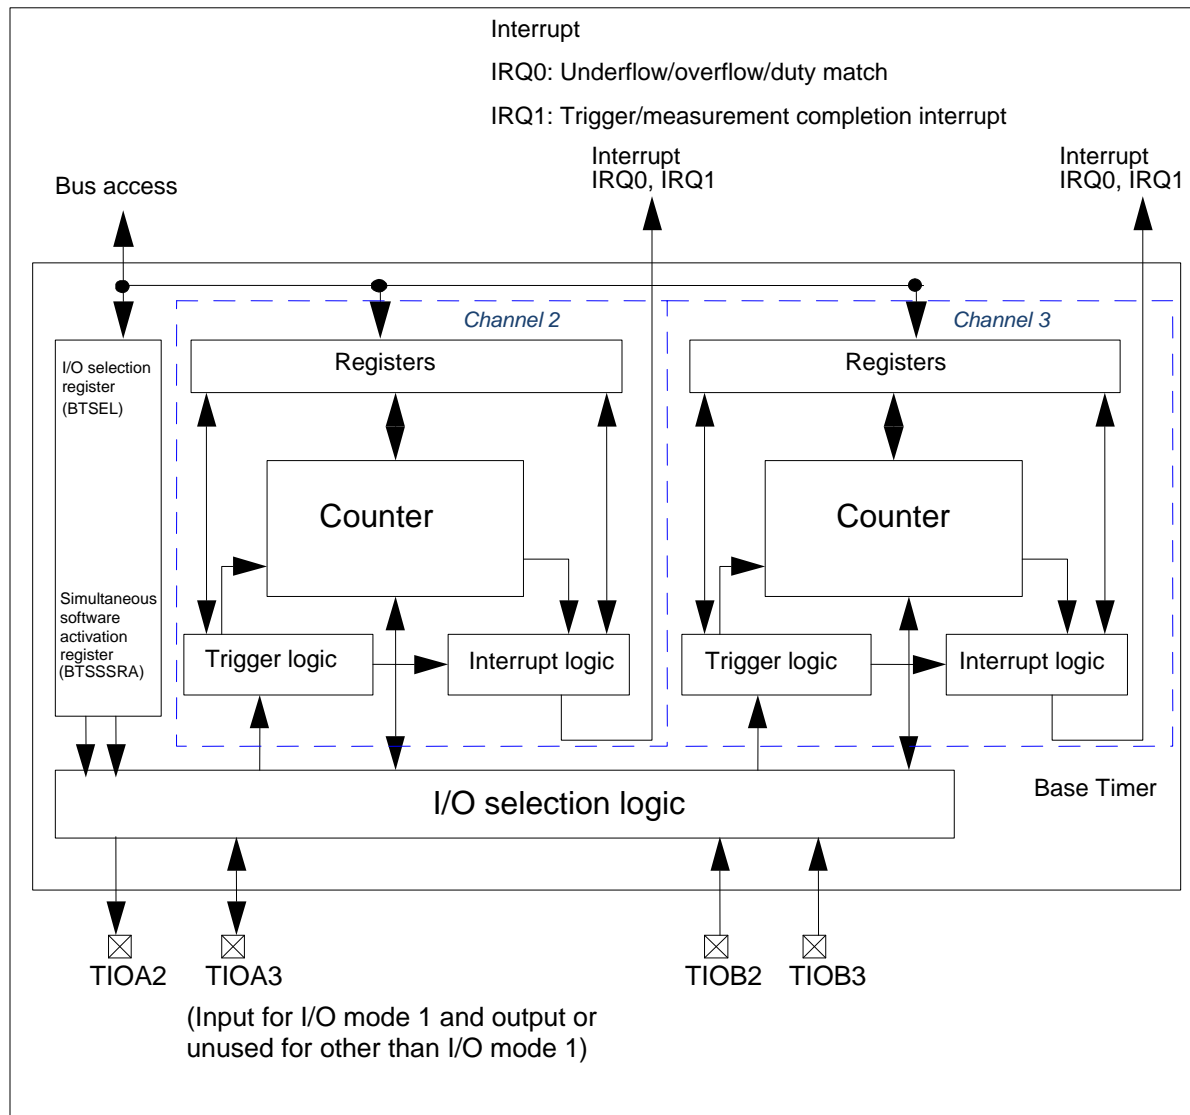 Interrupt
IRQ0: Underflow/overflow/duty match
IRQ1: Trigger/measurement completion interrupt
Bus access
Interrupt
IRQ0, IRQ1
Interrupt
IRQ0, IRQ1
Channel 2
Channel 3
I/O selection
register
(BTSEL)
Simultaneous
software
activation
register
(BTSSSRA)
Registers
Counter
Trigger logic
Interrupt logic
Registers
Counter
Trigger logic
Interrupt logic
I/O selection logic
Base Timer
TIOA2
TIOA3
TIOB2
TIOB3
(Input for I/O mode 1 and output or
unused for other than I/O mode 1)